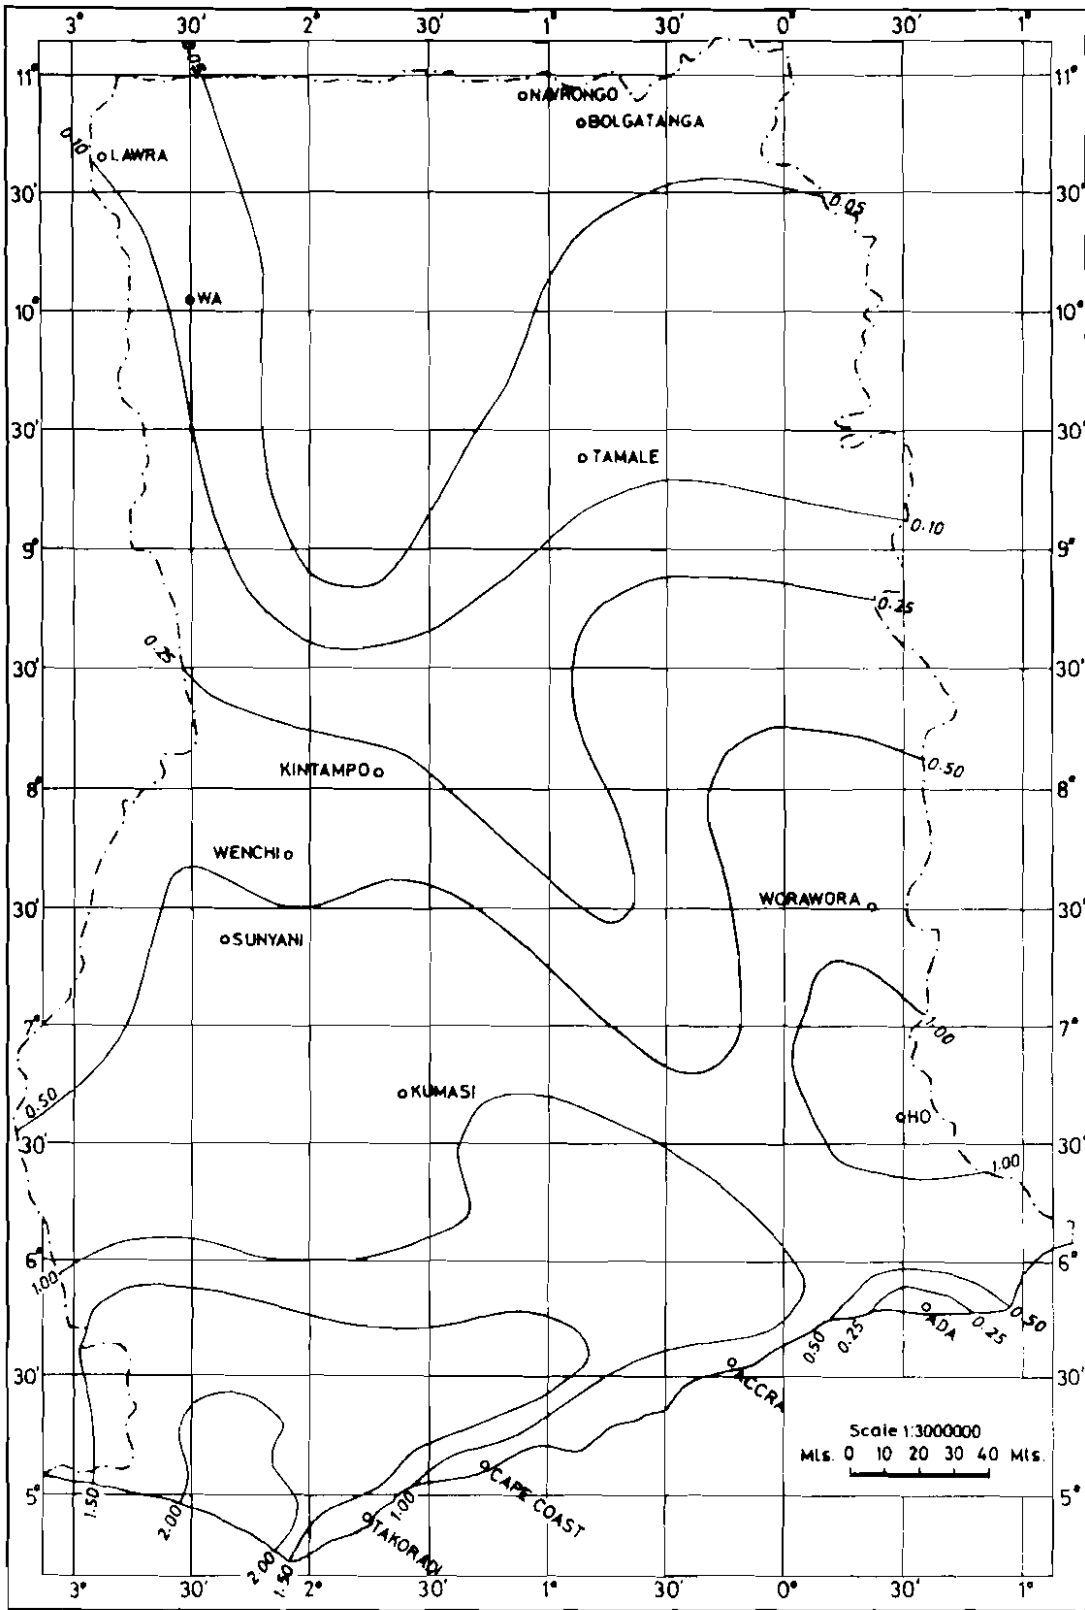 3° 30' 2° 30' 1° 30' 0° 30' 1°
0.05
11° 11°
NAVRONGO
BOLGATANGA
0.10
LAWRA
30' 30'
0.05
WA
10° 10°
30' 30'
TAMALE
0.10
9° 9°
0.25
0.25
30' 30'
KINTAMPO
0.50
8° 8°
WENCHI
WORAWORA
30' 30'
SUNYANI
7° 7°
1.00
KUMASI
0.50
HO
30' 30'
1.00
6° 6°
1.00
0.50
ADA
0.25
0.50
0.25
30' 30'
ACCRA
Scale 1:3000000
Mls. 0 10 20 30 40 Mls.
CAPE COAST
5° 5°
1.50
2.00
1.00
TAKORADI
2.00
1.50
3° 30' 2° 30' 1° 30' 0° 30' 1°